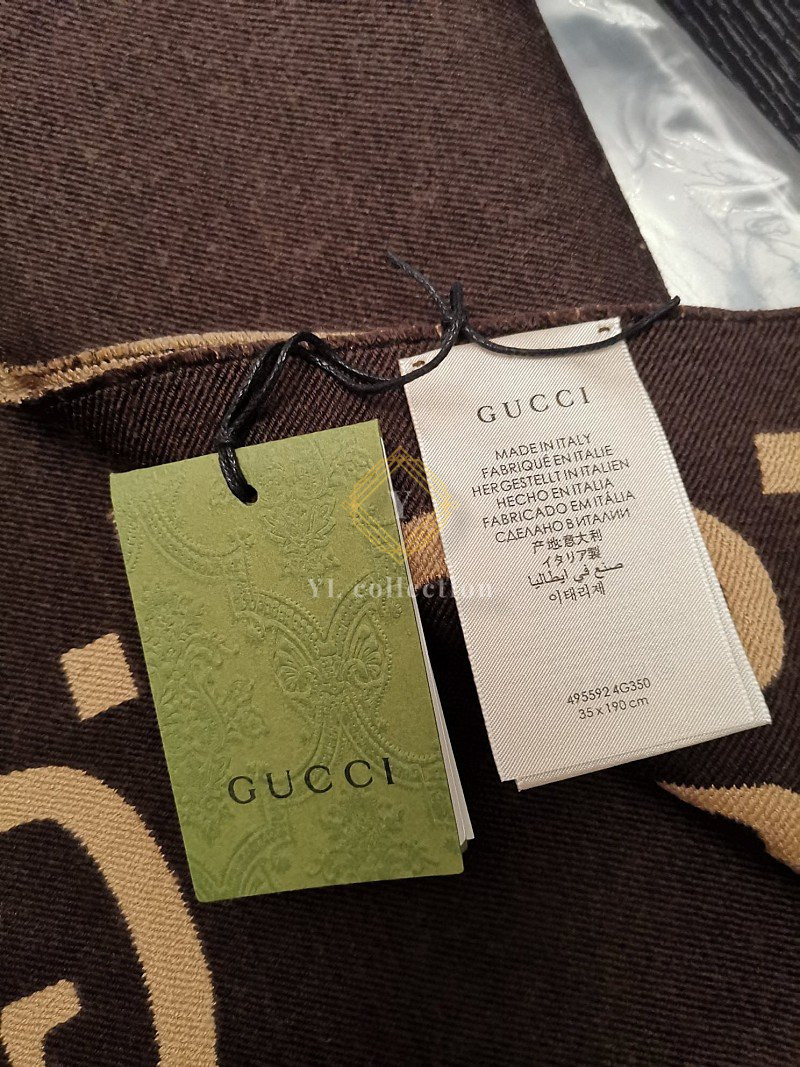 GUCCI
MADE IN ITALY
FABRIQUÉ EN ITALIE
HERGESTELLT IN ITALIEN
HECHO EN ITALIA
FABRICADO EM ITÁLIA
СДЕЛАНО В ИТАЛИИ
产地:意大利
イタリア製
صنع في ايطاليا
이태리제
495592 4G350
35 x 190 cm
GUCCI
Y
YL collection